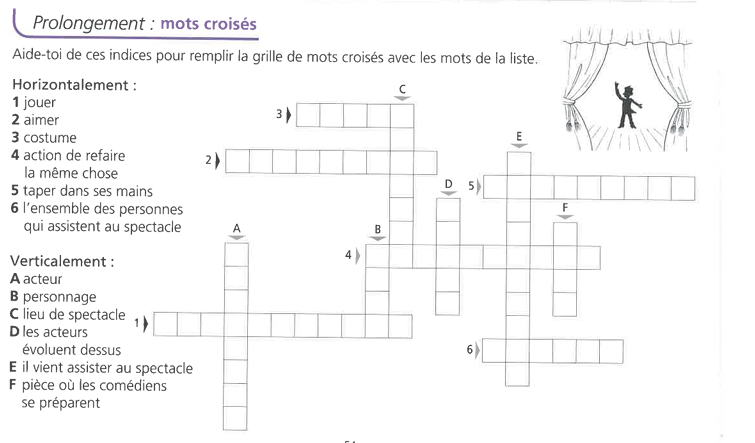 Prolongement : mots croisés
Aide-toi de ces indices pour remplir la grille de mots croisés avec les mots de la liste.
Horizontalement :
1 jouer
2 aimer
3 costume
4 action de refaire
la même chose
5 taper dans ses mains
6 l'ensemble des personnes
qui assistent au spectacle
Verticalement :
A acteur
B personnage
C lieu de spectacle
D les acteurs
évoluent dessus
E il vient assister au spectacle
F pièce où les comédiens
se préparent
C
3
E
2
D
5
F
A
B
4
1
6